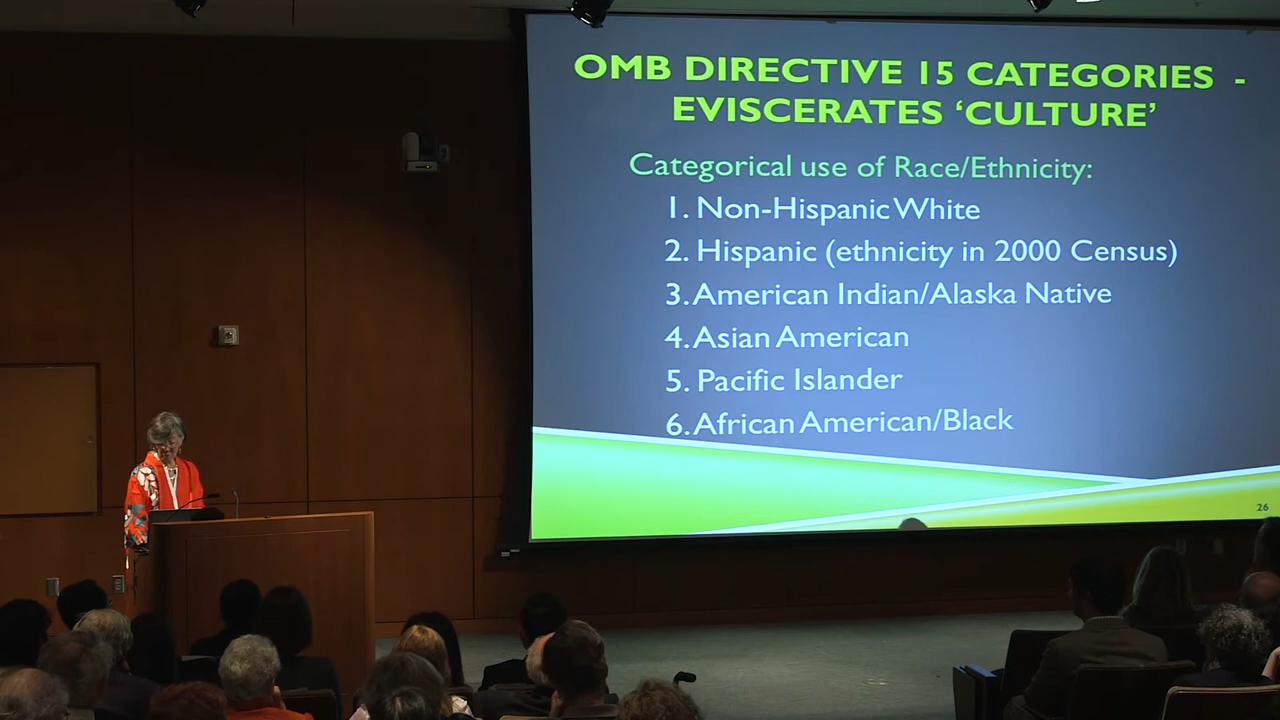 OMB DIRECTIVE 15 CATEGORIES -
EVISCERATES ‘CULTURE’
Categorical use of Race/Ethnicity:
1. Non-Hispanic White
2. Hispanic (ethnicity in 2000 Census)
3. American Indian/Alaska Native
4. Asian American
5. Pacific Islander
6. African American/Black
26